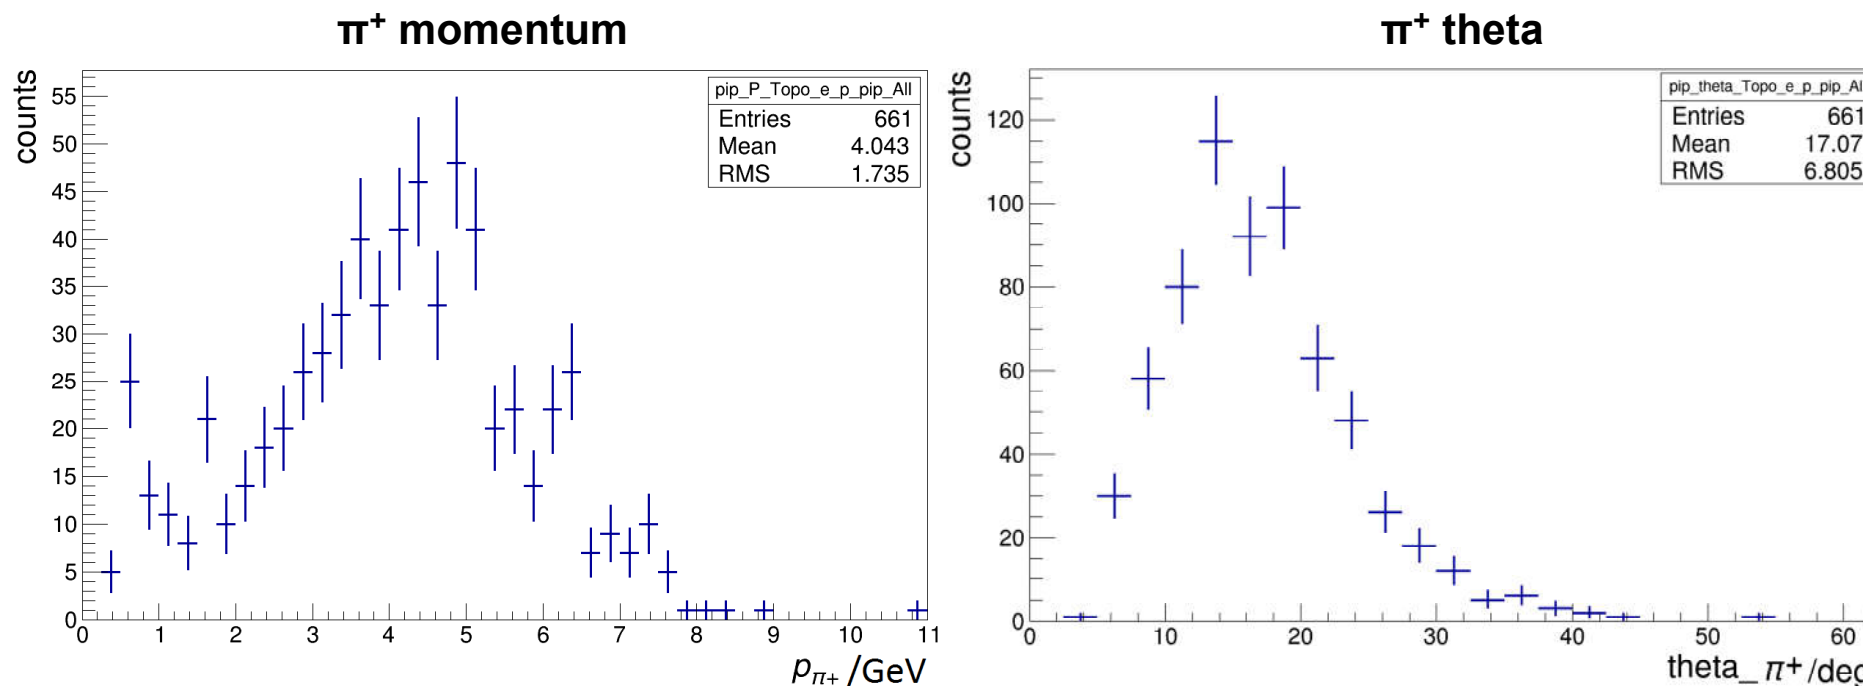 π+ momentum
counts
55
50
45
40
35
30
25
20
15
10
5
0
0 1 2 3 4 5 6 7 8 9 10 11
pπ+ /GeV
pip_P_Topo_e_p_pip_All
Entries 661
Mean 4.043
RMS 1.735
π+ theta
counts
120
100
80
60
40
20
0
0 10 20 30 40 50 60
theta_ π+ /deg
pip_theta_Topo_e_p_pip_Al
Entries 661
Mean 17.07
RMS 6.805